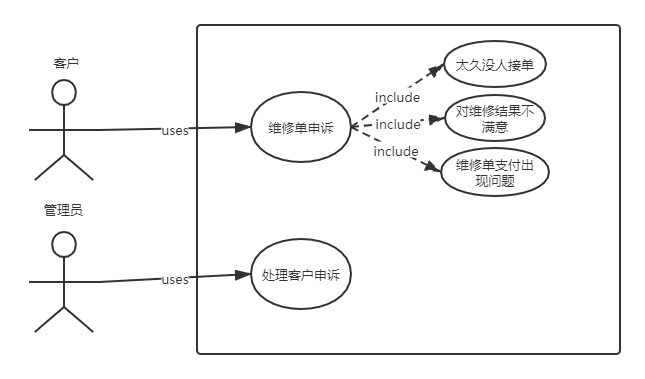 客户
太久没人接单
include
对维修结果不
满意
uses
维修单申诉
include
include
维修单支付出
现问题
管理员
uses
处理客户申诉